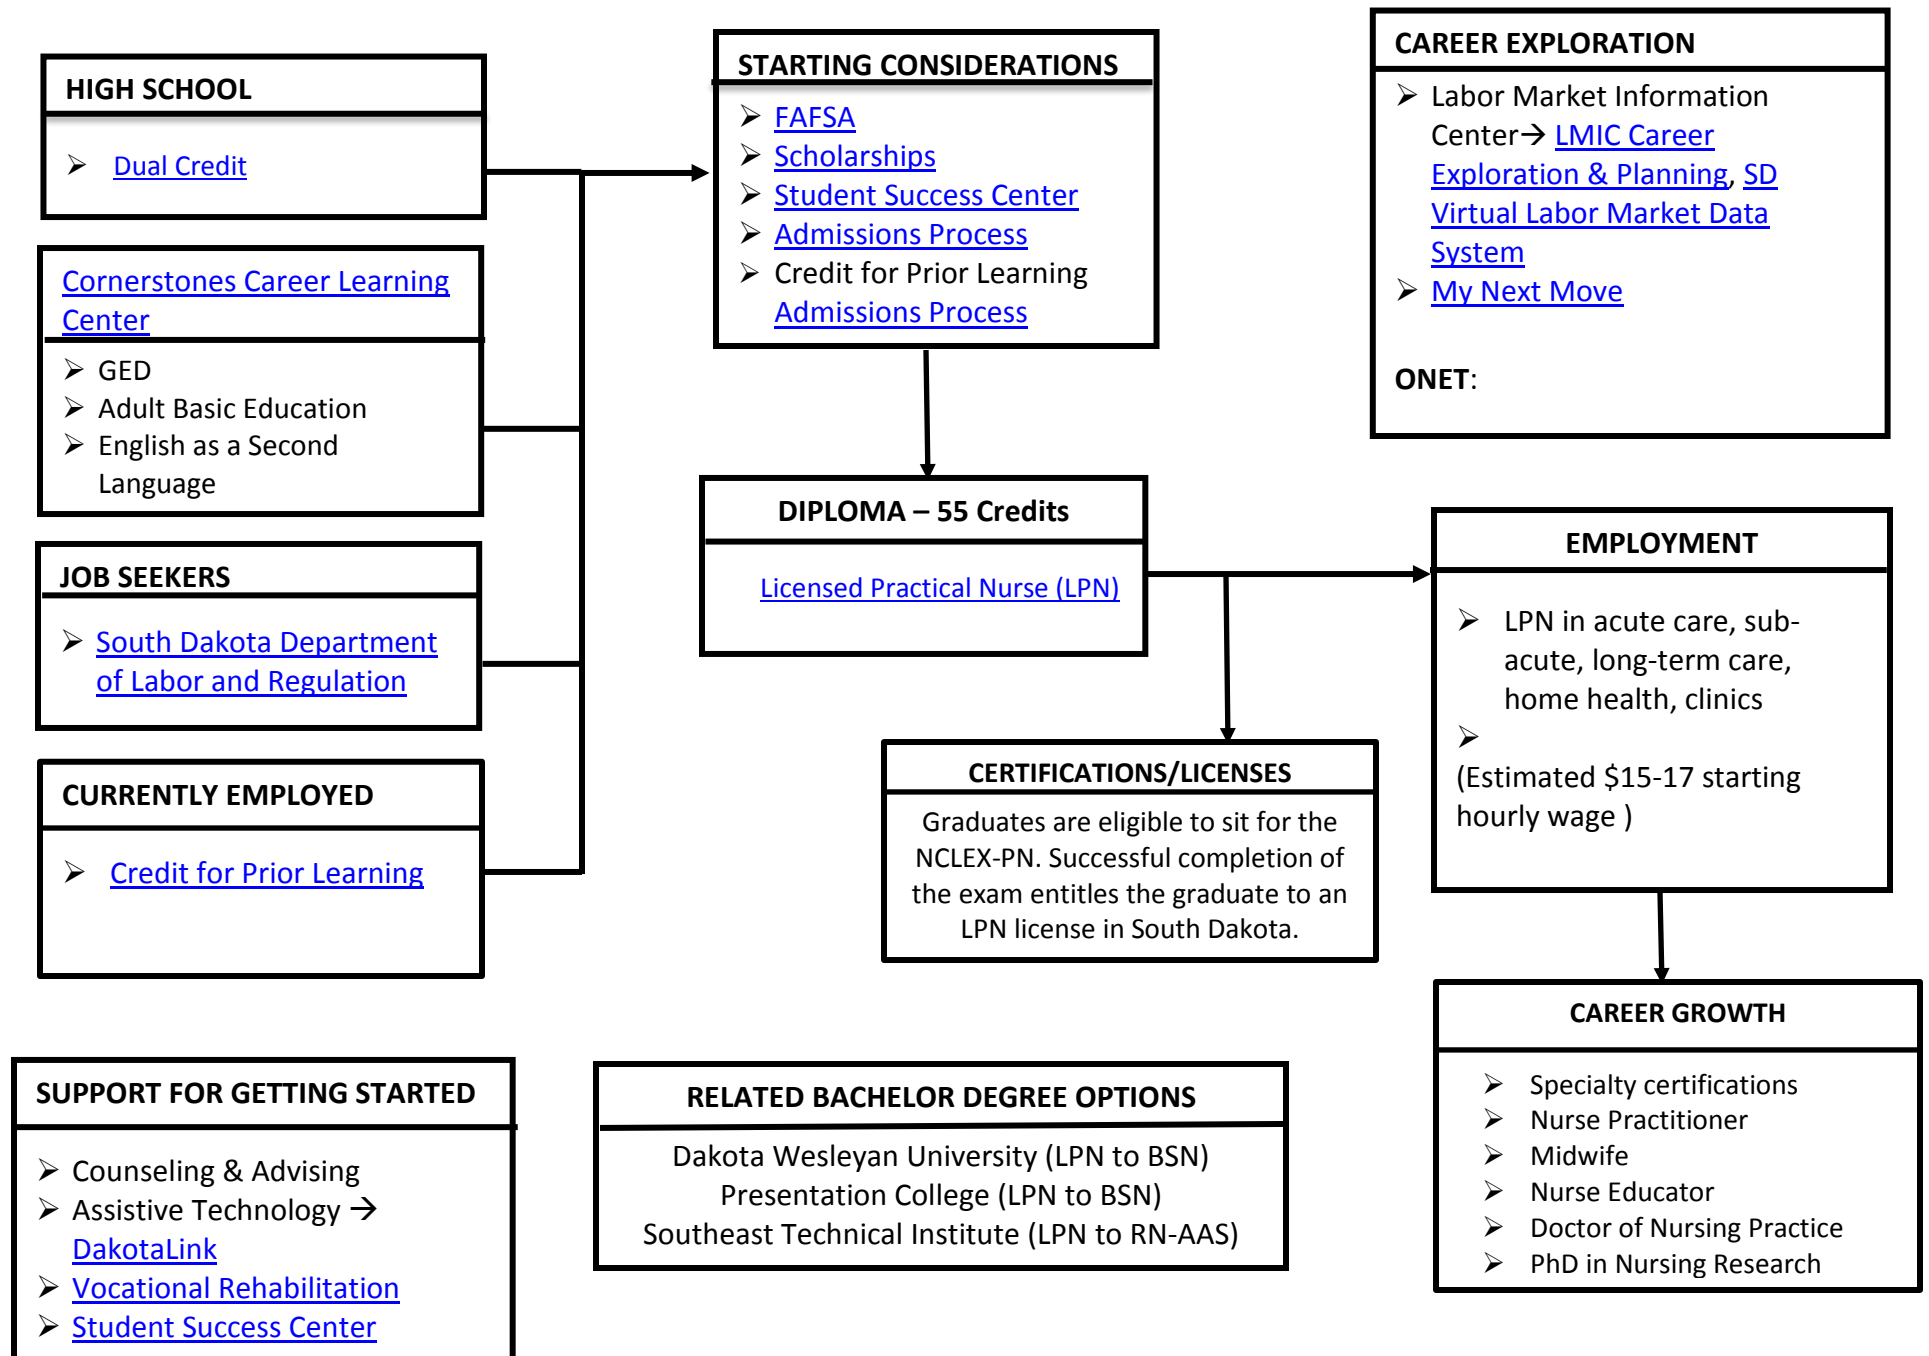 HIGH SCHOOL
➢ Dual Credit
Cornerstones Career Learning
Center
➢ GED
➢ Adult Basic Education
➢ English as a Second
Language
JOB SEEKERS
➢ South Dakota Department
of Labor and Regulation
CURRENTLY EMPLOYED
➢ Credit for Prior Learning
SUPPORT FOR GETTING STARTED
➢ Counseling & Advising
➢ Assistive Technology →
DakotaLink
➢ Vocational Rehabilitation
➢ Student Success Center
STARTING CONSIDERATIONS
➢ FAFSA
➢ Scholarships
➢ Student Success Center
➢ Admissions Process
➢ Credit for Prior Learning
Admissions Process
DIPLOMA – 55 Credits
Licensed Practical Nurse (LPN)
CERTIFICATIONS/LICENSES
Graduates are eligible to sit for the
NCLEX-PN. Successful completion of
the exam entitles the graduate to an
LPN license in South Dakota.
RELATED BACHELOR DEGREE OPTIONS
Dakota Wesleyan University (LPN to BSN)
Presentation College (LPN to BSN)
Southeast Technical Institute (LPN to RN-AAS)
CAREER EXPLORATION
➢ Labor Market Information
Center→ LMIC Career
Exploration & Planning, SD
Virtual Labor Market Data
System
➢ My Next Move
ONET:
EMPLOYMENT
➢ LPN in acute care, sub-
acute, long-term care,
home health, clinics
➢
(Estimated $15-17 starting
hourly wage )
CAREER GROWTH
➢ Specialty certifications
➢ Nurse Practitioner
➢ Midwife
➢ Nurse Educator
➢ Doctor of Nursing Practice
➢ PhD in Nursing Research